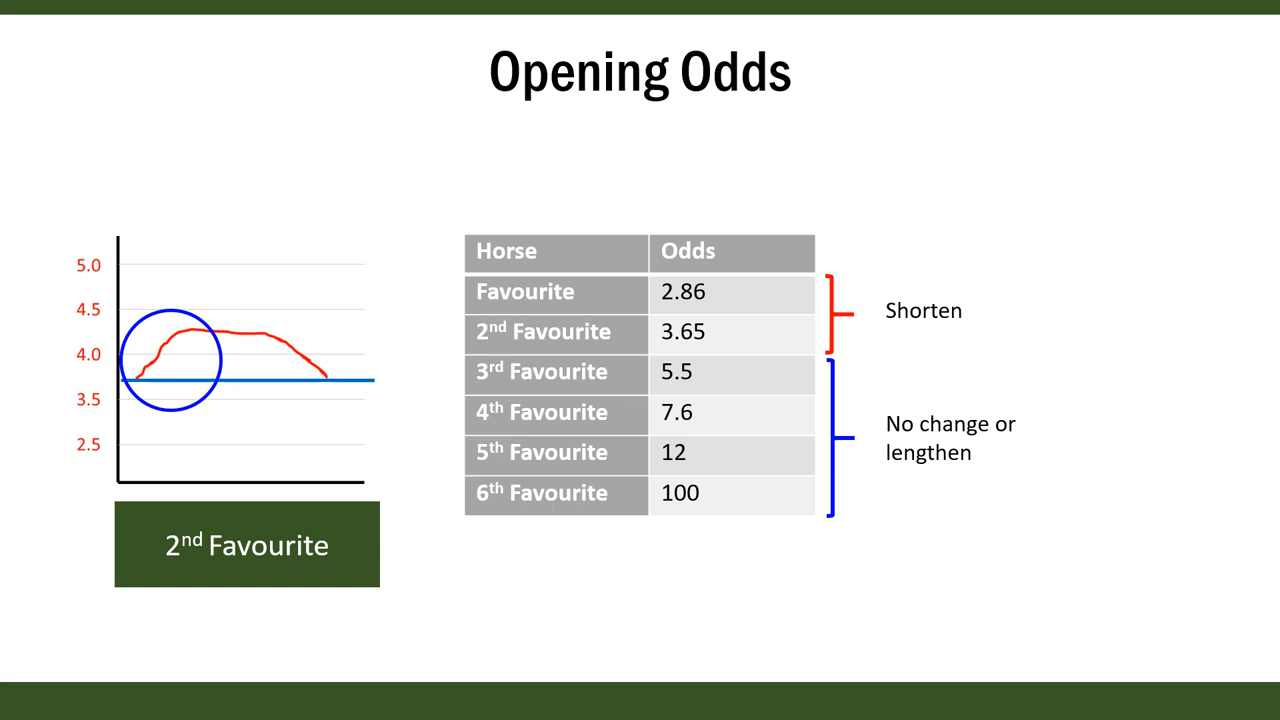 Opening Odds
5.0
4.5
4.0
3.5
2.5
2nd Favourite
Horse Odds
Favourite 2.86
2nd Favourite 3.65
3rd Favourite 5.5
4th Favourite 7.6
5th Favourite 12
6th Favourite 100
Shorten
No change or
lengthen